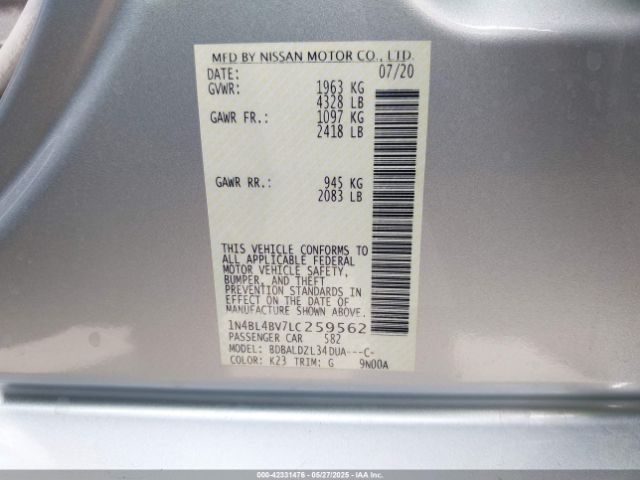 MFD BY NISSAN MOTOR CO., LTD.
DATE: 07/20
GVWR: 1963 KG
4328 LB
GAWR FR.: 1097 KG
2418 LB
GAWR RR.: 945 KG
2083 LB
THIS VEHICLE CONFORMS TO
ALL APPLICABLE FEDERAL
MOTOR VEHICLE SAFETY,
BUMPER, AND THEFT
PREVENTION STANDARDS IN
EFFECT ON THE DATE OF
MANUFACTURE SHOWN ABOVE.
1N4BL4BV7LC259562
PASSENGER CAR 582
MODEL: BDBALDZL34DUA---C-
COLOR: K23 TRIM: G 9N00A
000-42331476 - 05/27/2025 - IAAI, Inc.